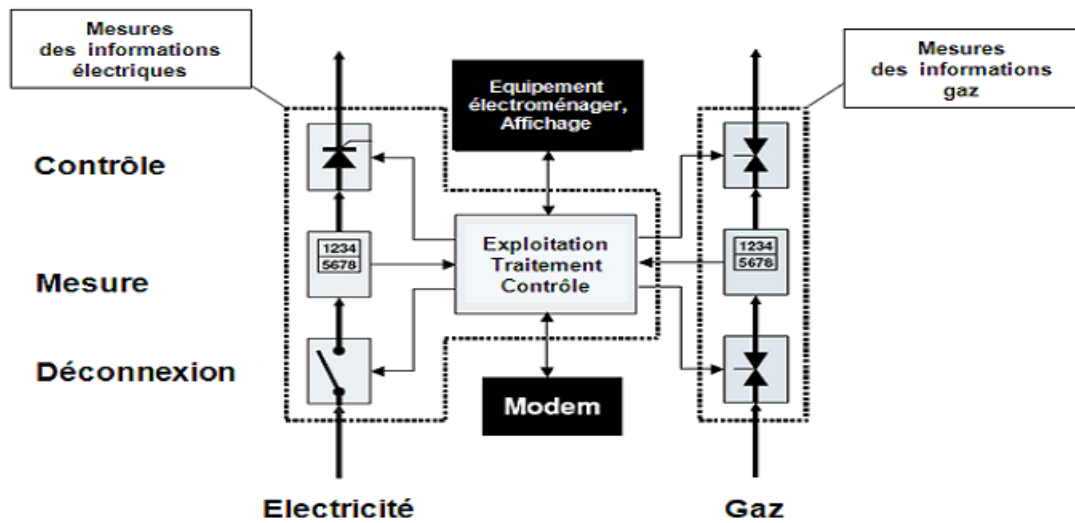 Mesures
des informations
électriques
Mesures
des informations
gaz
Equipement
électroménager,
Affichage
Contrôle
1234
5678
Exploitation
Traitement
Contrôle
1234
5678
Mesure
Déconnexion
Modem
Electricité
Gaz